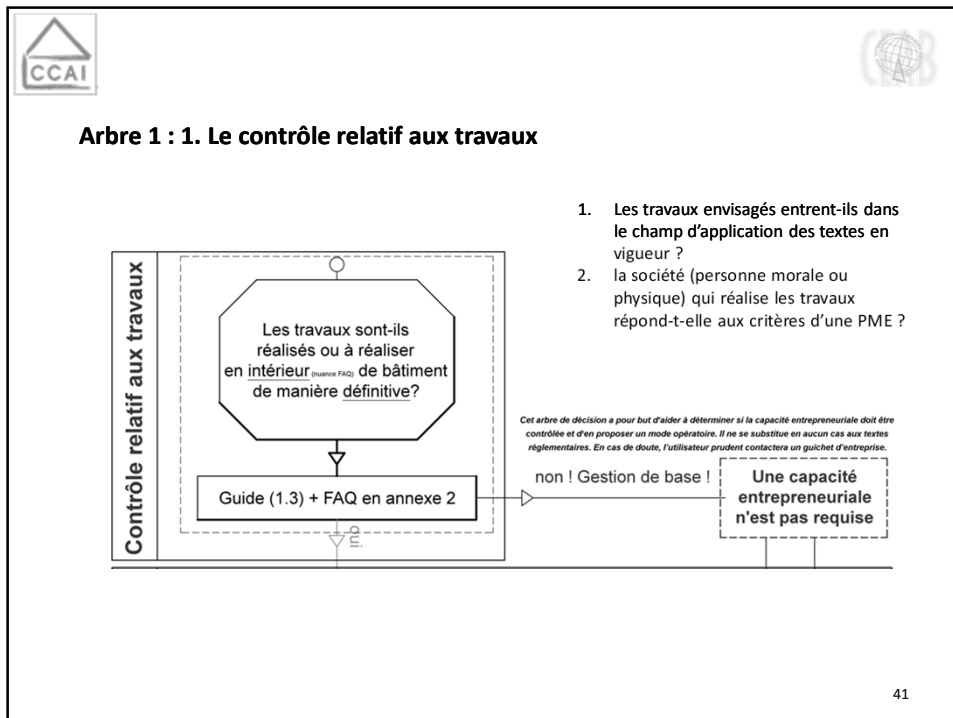 CCAI
Arbre 1 : 1. Le contrôle relatif aux travaux
1. Les travaux envisagés entrent-ils dans
le champ d’application des textes en
vigueur ?
2. la société (personne morale ou
physique) qui réalise les travaux
répond-t-elle aux critères d’une PME ?
Contrôle relatif aux travaux
Les travaux sont-ils
réalisés ou à réaliser
en intérieur (nuance FAQ) de bâtiment
de manière définitive?
Guide (1.3) + FAQ en annexe 2
oui
Cet arbre de décision a pour but d'aider à déterminer si la capacité entrepreneuriale doit être
contrôlée et d'en proposer un mode opératoire. Il ne se substitue en aucun cas aux textes
réglementaires. En cas de doute, l'utilisateur prudent contactera un guichet d'entreprise.
non ! Gestion de base !
Une capacité
entrepreneuriale
n'est pas requise
41